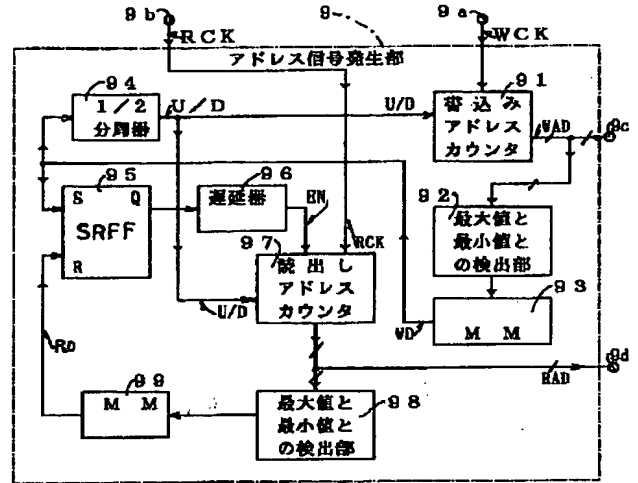 9b
9
9a
RCK
WCK
アドレス信号発生部
94
1/2
分周器
U/D
U/D
91
書込み
アドレス
カウンタ
WAD
9c
95
S Q
SRFF
R
96
遅延器
EN
RCK
92
最大値と
最小値と
の検出部
97
読出し
アドレス
カウンタ
U/D
93
M M
WD
RD
RAD
9d
99
M M
98
最大値と
最小値と
の検出部